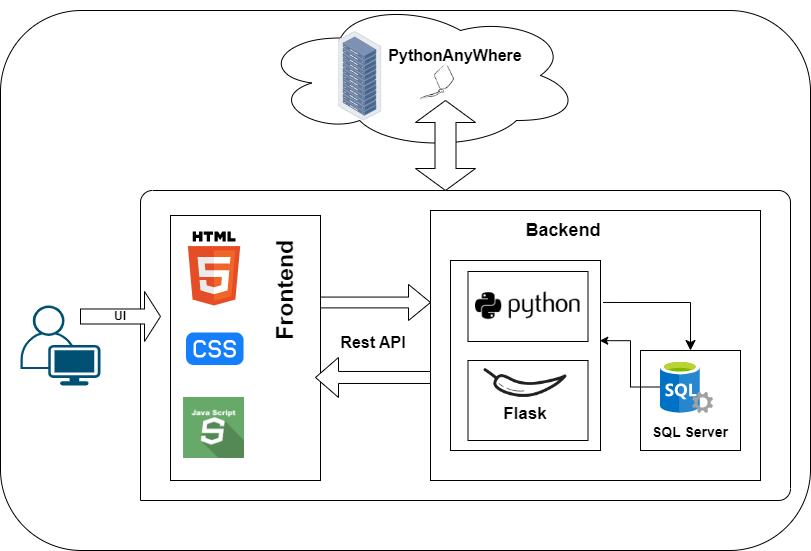 PythonAnyWhere
Backend
HTML
5
Frontend
python
UI
Rest API
CSS
SQL
Java Script
S
Flask
SQL Server